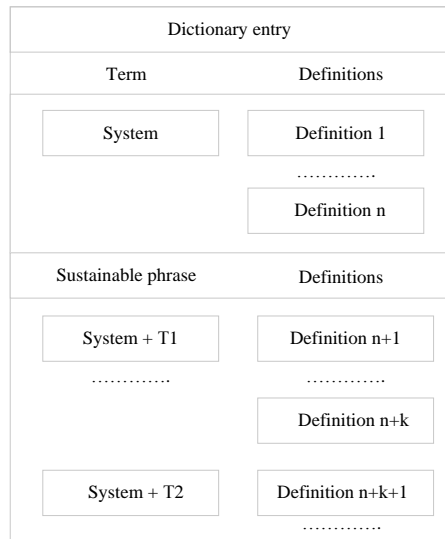 Dictionary entry
Term Definitions
System Definition 1
………….
Definition n
Sustainable phrase Definitions
System + T1 Definition n+1
…………. ………….
Definition n+k
System + T2 Definition n+k+1
………….